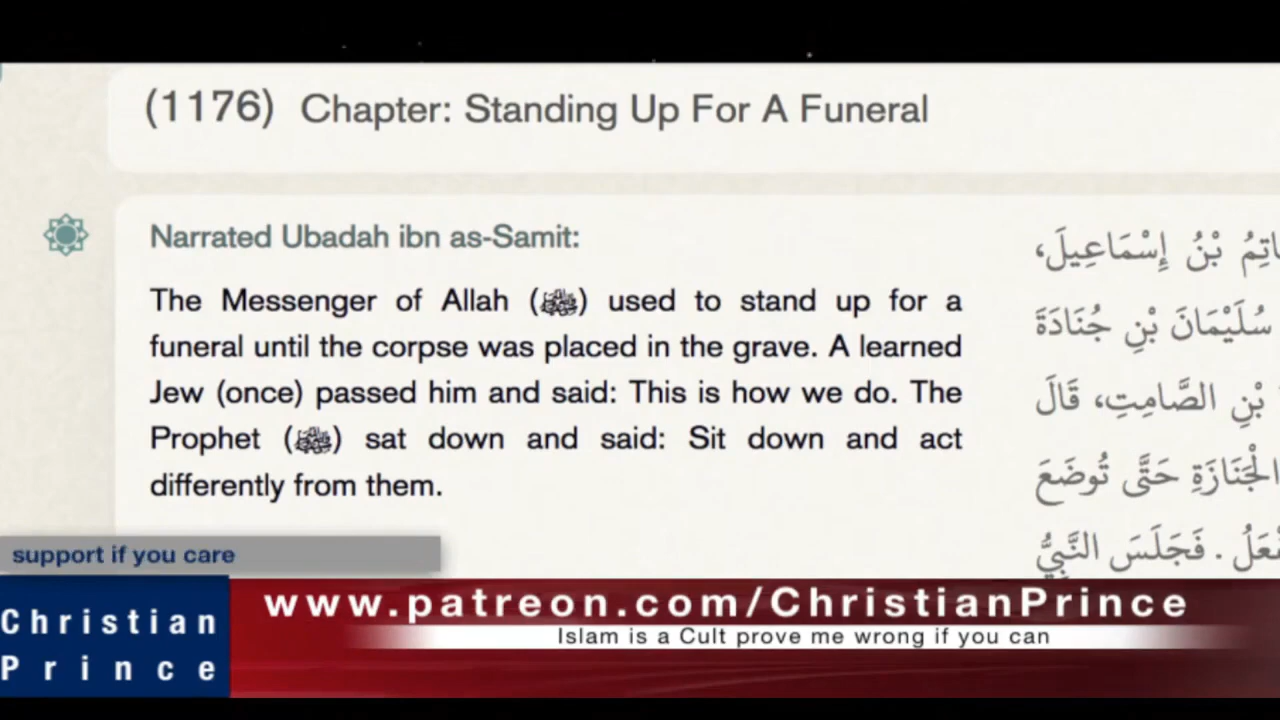 (1176) Chapter: Standing Up For A Funeral
Narrated Ubadah ibn as-Samit:
The Messenger of Allah (ﷺ) used to stand up for a
funeral until the corpse was placed in the grave. A learned
Jew (once) passed him and said: This is how we do. The
Prophet (ﷺ) sat down and said: Sit down and act
differently from them.
اتِمُ بْنُ إِسْمَاعِيلَ،
سُلَيْمَانَ بْنِ جُنَادَةَ
بْنِ الصَّامِتِ، قَالَ
الْجَنَازَةِ حَتَّى تُوضَعَ
فْعَلُ . فَجَلَسَ النَّبِيُّ
support if you care
Christian
Prince
www.patreon.com/ChristianPrince
Islam is a Cult prove me wrong if you can